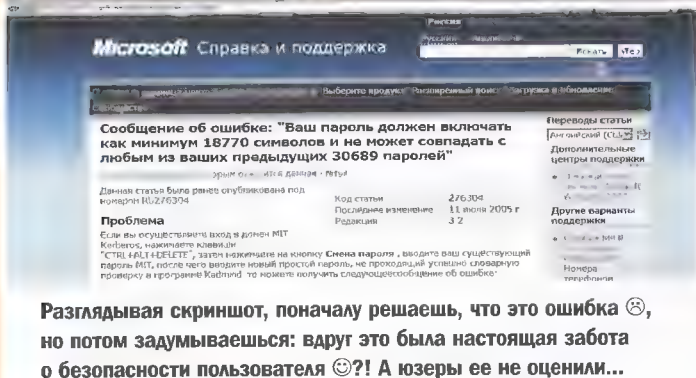 Россия
Microsoft Справка и поддержка
Искать
Выберите продукт Расширенный поиск Загрузка и обновление
Сообщение об ошибке: "Ваш пароль должен включать
как минимум 18770 символов и не может совпадать с
любым из ваших предыдущих 30689 паролей"
Переводы статьи
Английский
Дополнительные
центры поддержки
Данная статья была ранее опубликована под
номером RU276304
Код статьи 276304
Последнее изменение 11 июля 2005 г
Редакция 3 2
Другие варианты
поддержки
Номера
телефонов
Проблема
Если вы осуществляете вход в домен MIT
Kerberos, нажимаете клавиши
"CTRL+ALT+DELETE", затем нажимаете на кнопку Смена пароля , вводите ваш существующий
пароль MIT, после чего вводите новый простой пароль, не проходящий успешно словарную
проверку в программе Kadmind то можете получить следующеесообщение об ошибке:
Разглядывая скриншот, поначалу решаешь, что это ошибка ☹,
но потом задумываешься: вдруг это была настоящая забота
о безопасности пользователя ☺?! А юзеры ее не оценили...